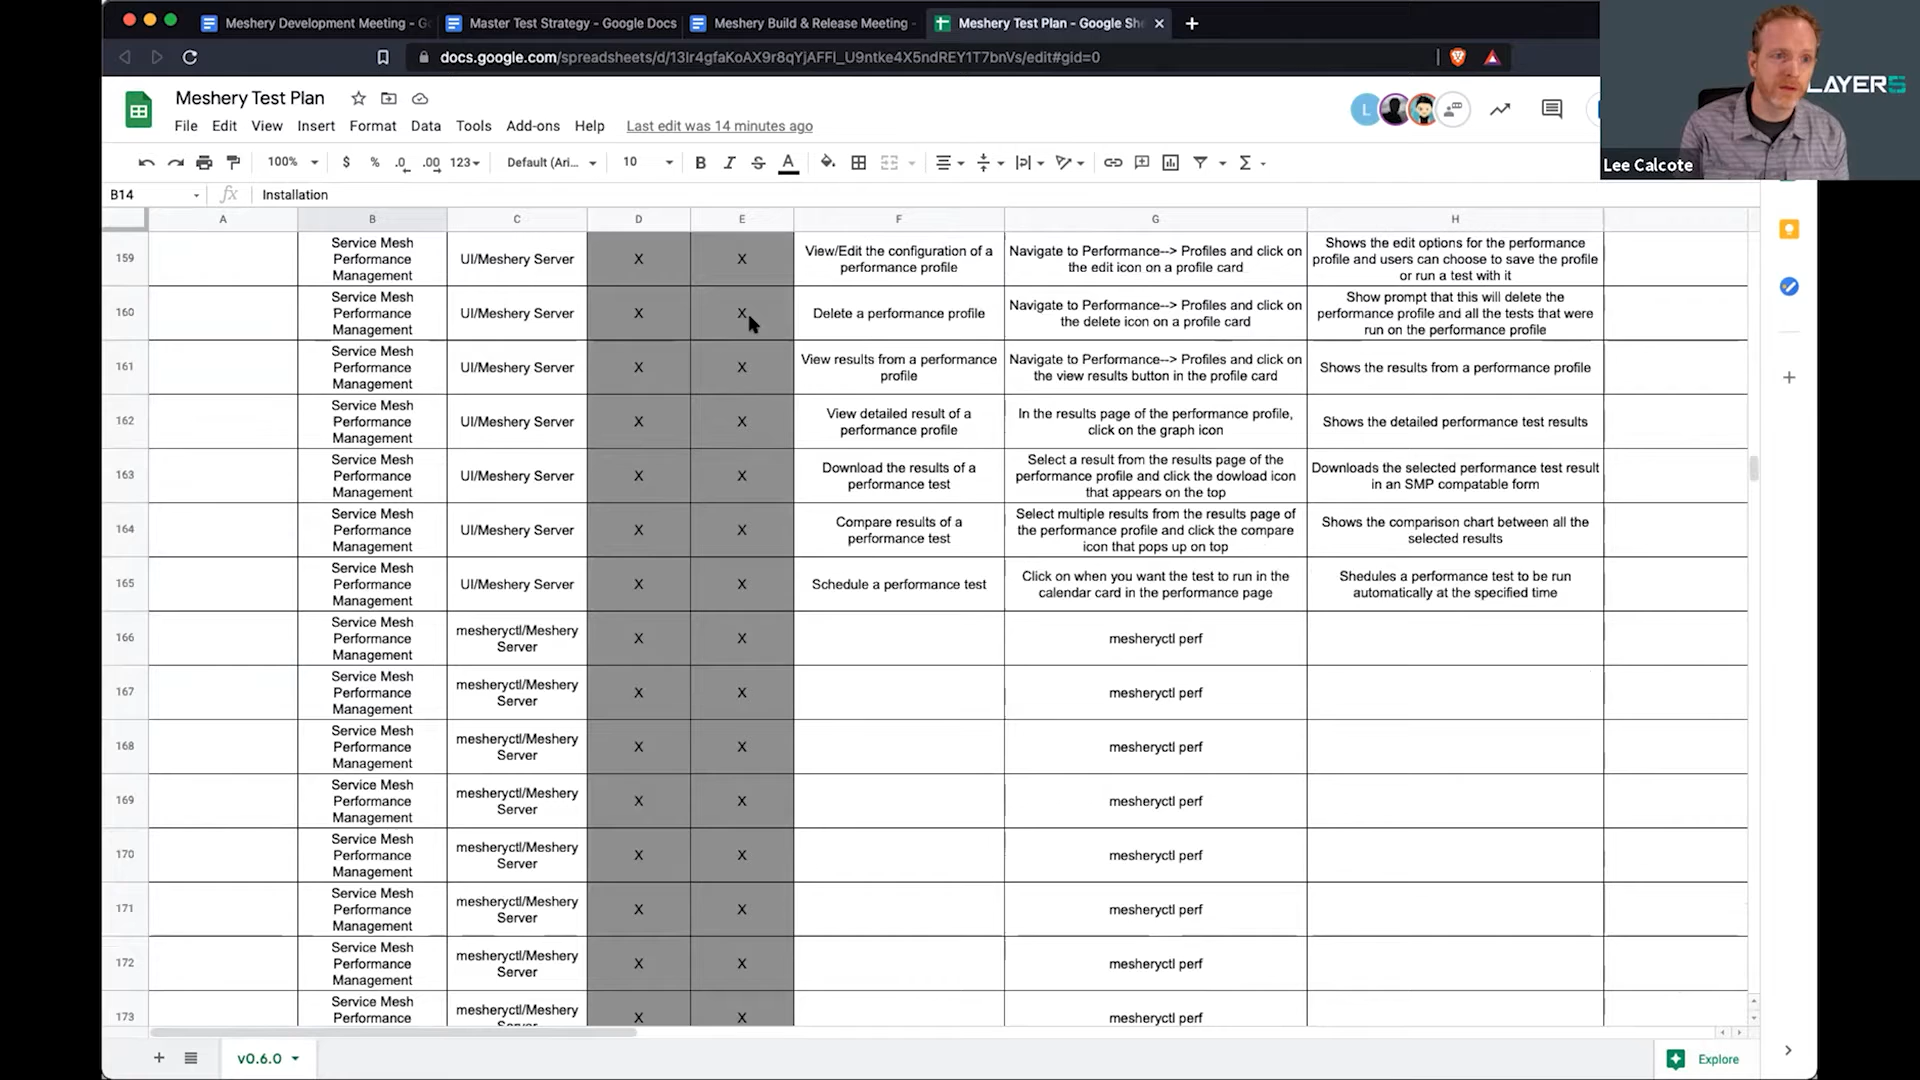 Meshery Development Meeting - G
Master Test Strategy - Google Docs
Meshery Build & Release Meeting -
Meshery Test Plan - Google She
docs.google.com/spreadsheets/d/13Ir4gfaKoAX9r8qYjAFFl_U9ntke4X5ndREY1T7bnVs/edit#gid=0
LAYER5
Lee Calcote
Meshery Test Plan
File Edit View Insert Format Data Tools Add-ons Help Last edit was 14 minutes ago
L
100% $ % .0 .00 123 Default (Ari... 10 B I S A
B14 fx Installation
A B C D E F G H
159 Service Mesh Performance Management UI/Meshery Server X X View/Edit the configuration of a performance profile Navigate to Performance--> Profiles and click on the edit icon on a profile card Shows the edit options for the performance profile and users can choose to save the profile or run a test with it
160 Service Mesh Performance Management UI/Meshery Server X X Delete a performance profile Navigate to Performance--> Profiles and click on the delete icon on a profile card Show prompt that this will delete the performance profile and all the tests that were run on the performance profile
161 Service Mesh Performance Management UI/Meshery Server X X View results from a performance profile Navigate to Performance--> Profiles and click on the view results button in the profile card Shows the results from a performance profile
162 Service Mesh Performance Management UI/Meshery Server X X View detailed result of a performance profile In the results page of the performance profile, click on the graph icon Shows the detailed performance test results
163 Service Mesh Performance Management UI/Meshery Server X X Download the results of a performance test Select a result from the results page of the performance profile and click the dowload icon that appears on the top Downloads the selected performance test result in an SMP compatable form
164 Service Mesh Performance Management UI/Meshery Server X X Compare results of a performance test Select multiple results from the results page of the performance profile and click the compare icon that pops up on top Shows the comparison chart between all the selected results
165 Service Mesh Performance Management UI/Meshery Server X X Schedule a performance test Click on when you want the test to run in the calendar card in the performance page Shedules a performance test to be run automatically at the specified time
166 Service Mesh Performance Management mesheryctl/Meshery Server X X mesheryctl perf
167 Service Mesh Performance Management mesheryctl/Meshery Server X X mesheryctl perf
168 Service Mesh Performance Management mesheryctl/Meshery Server X X mesheryctl perf
169 Service Mesh Performance Management mesheryctl/Meshery Server X X mesheryctl perf
170 Service Mesh Performance Management mesheryctl/Meshery Server X X mesheryctl perf
171 Service Mesh Performance Management mesheryctl/Meshery Server X X mesheryctl perf
172 Service Mesh Performance Management mesheryctl/Meshery Server X X mesheryctl perf
173 Service Mesh Performance mesheryctl/Meshery Server X X mesheryctl perf
v0.6.0
Explore